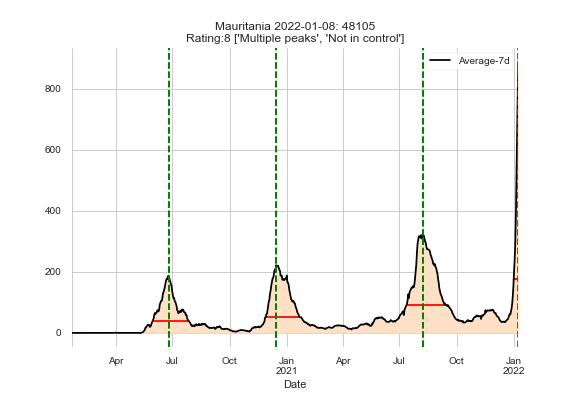 Mauritania 2022-01-08: 48105
Rating:8 ['Multiple peaks', 'Not in control']
Average-7d
800
600
400
200
0
Apr
Jul
Oct
Jan
2021
Apr
Jul
Oct
Jan
2022
Date